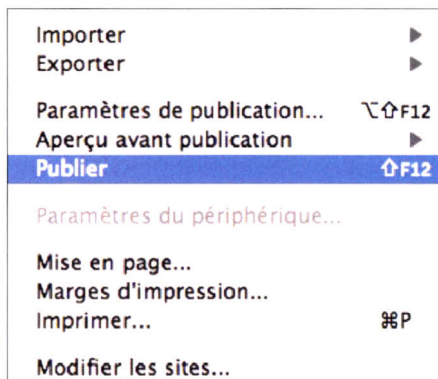 Importer ▶
Exporter ▶
Paramètres de publication... ⌥⇧F12
Aperçu avant publication ▶
Publier ⇧F12
Paramètres du périphérique...
Mise en page...
Marges d'impression...
Imprimer... ⌘P
Modifier les sites...